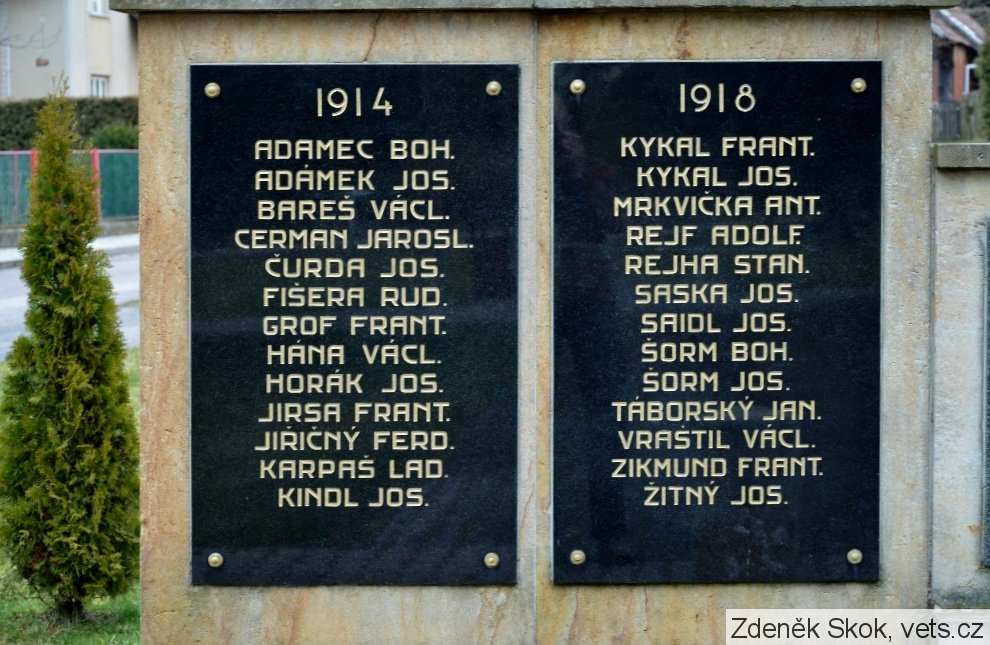 1914
ADAMEC BOH.
ADÁMEK JOS.
BAREŠ VÁCL.
CERMAN JAROSL.
ČURDA JOS.
FIŠERA RUD.
GROF FRANT.
HÁNA VÁCL.
HORÁK JOS.
JIRSA FRANT.
JIŘIČNÝ FERD.
KARPAŠ LAD.
KINDL JOS.
1918
KYKAL FRANT.
KYKAL JOS.
MRKVIČKA ANT.
REJF ADOLF.
REJHA STAN.
SASKA JOS.
SAIDL JOS.
ŠORM BOH.
ŠORM JOS.
TÁBORSKÝ JAN.
VRAŠTIL VÁCL.
ZIKMUND FRANT.
ŽITNÝ JOS.
Zdeněk Skok, vets.cz